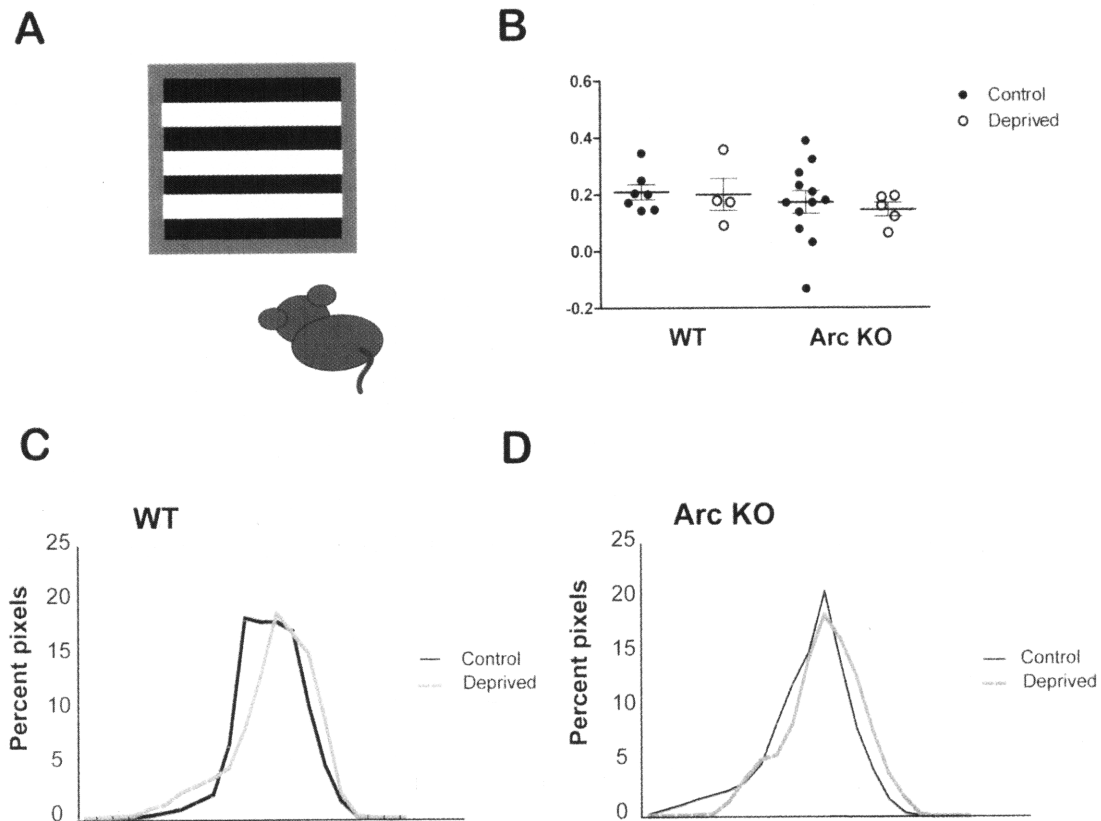 A
B
0.6
0.4
0.2
0.0
-0.2
Control
Deprived
WT
Arc KO
C
WT
25
20
15
10
5
0
Percent pixels
Control
Deprived
D
Arc KO
25
20
15
10
5
0
Percent pixels
Control
Deprived